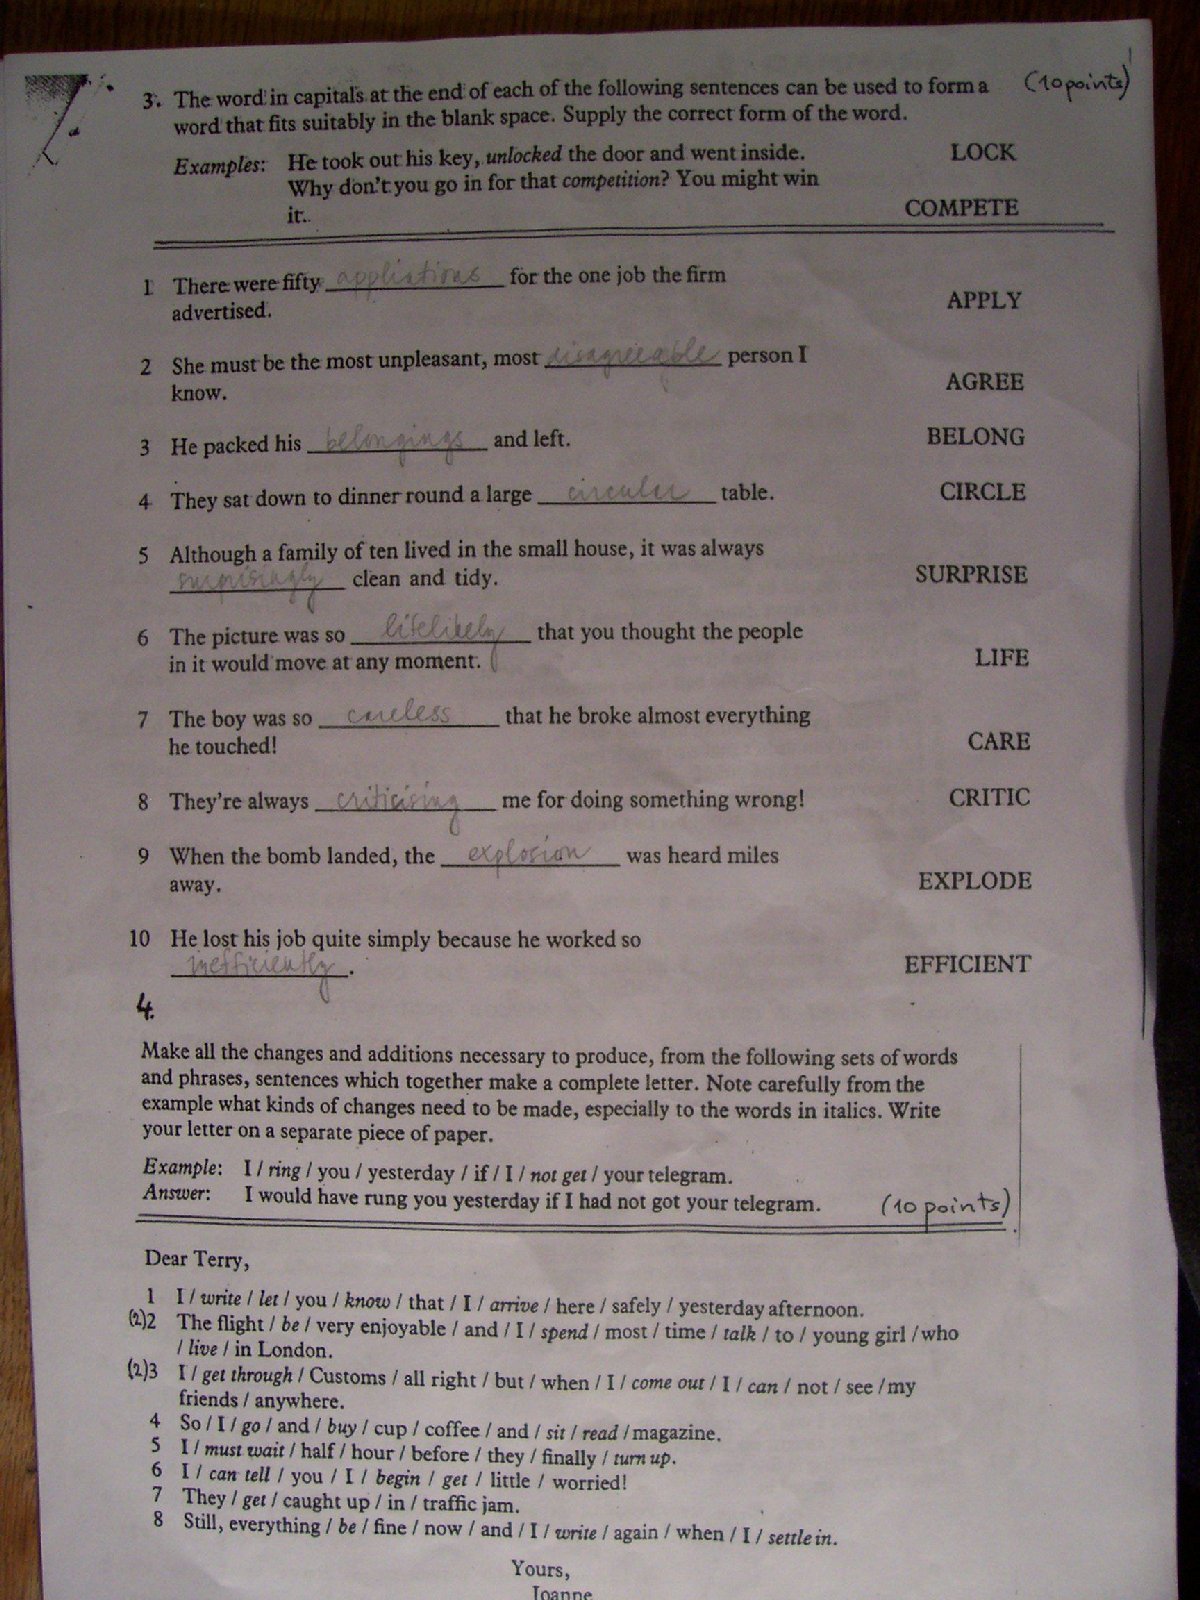 3. The word in capitals at the end of each of the following sentences can be used to form a (10 points)
word that fits suitably in the blank space. Supply the correct form of the word.
Examples: He took out his key, unlocked the door and went inside. LOCK
Why don't you go in for that competition? You might win
it. COMPETE
1 There were fifty appliations for the one job the firm
advertised. APPLY
2 She must be the most unpleasant, most disagreeable person I
know. AGREE
3 He packed his belongings and left. BELONG
4 They sat down to dinner round a large circular table. CIRCLE
5 Although a family of ten lived in the small house, it was always
surprisingly clean and tidy. SURPRISE
6 The picture was so lifelikely that you thought the people
in it would move at any moment. LIFE
7 The boy was so careless that he broke almost everything
he touched! CARE
8 They're always criticising me for doing something wrong! CRITIC
9 When the bomb landed, the explosion was heard miles
away. EXPLODE
10 He lost his job quite simply because he worked so
inefficiently. EFFICIENT
4.
Make all the changes and additions necessary to produce, from the following sets of words
and phrases, sentences which together make a complete letter. Note carefully from the
example what kinds of changes need to be made, especially to the words in italics. Write
your letter on a separate piece of paper.
Example: I / ring / you / yesterday / if / I / not get / your telegram.
Answer: I would have rung you yesterday if I had not got your telegram. (10 points)
Dear Terry,
1 I / write / let / you / know / that / I / arrive / here / safely / yesterday afternoon.
(2)2 The flight / be / very enjoyable / and / I / spend / most / time / talk / to / young girl / who
/ live / in London.
(2)3 I / get through / Customs / all right / but / when / I / come out / I / can / not / see / my
friends / anywhere.
4 So / I / go / and / buy / cup / coffee / and / sit / read / magazine.
5 I / must wait / half / hour / before / they / finally / turn up.
6 I / can tell / you / I / begin / get / little / worried!
7 They / get / caught up / in / traffic jam.
8 Still, everything / be / fine / now / and / I / write / again / when / I / settle in.
Yours,
Joanne